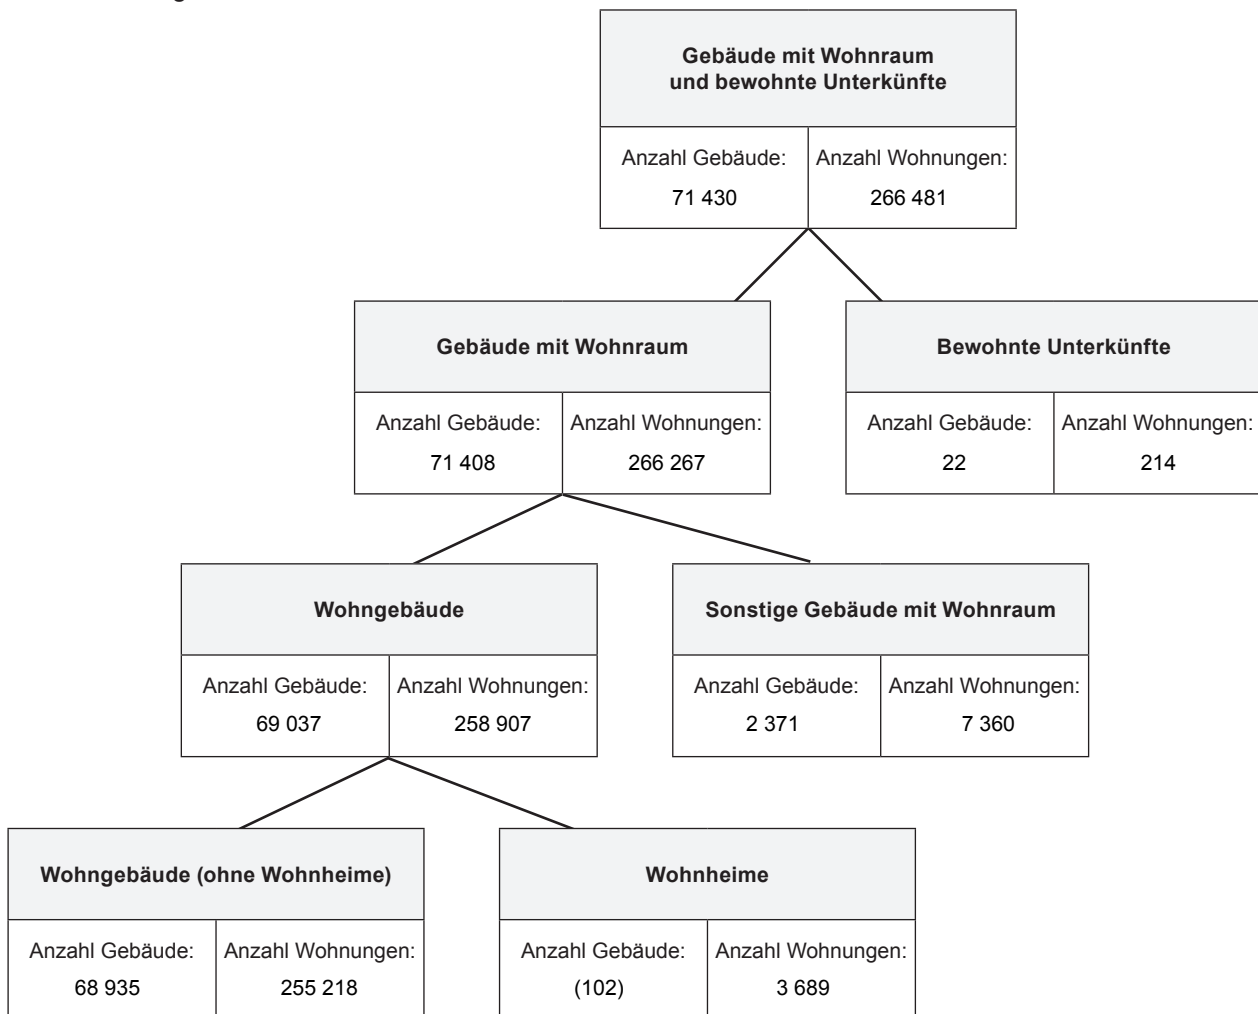 Gebäude mit Wohnraum
und bewohnte Unterkünfte
Anzahl Gebäude: Anzahl Wohnungen:
71 430 266 481
Gebäude mit Wohnraum Bewohnte Unterkünfte
Anzahl Gebäude: Anzahl Wohnungen: Anzahl Gebäude: Anzahl Wohnungen:
71 408 266 267 22 214
Wohngebäude Sonstige Gebäude mit Wohnraum
Anzahl Gebäude: Anzahl Wohnungen: Anzahl Gebäude: Anzahl Wohnungen:
69 037 258 907 2 371 7 360
Wohngebäude (ohne Wohnheime) Wohnheime
Anzahl Gebäude: Anzahl Wohnungen: Anzahl Gebäude: Anzahl Wohnungen:
68 935 255 218 (102) 3 689